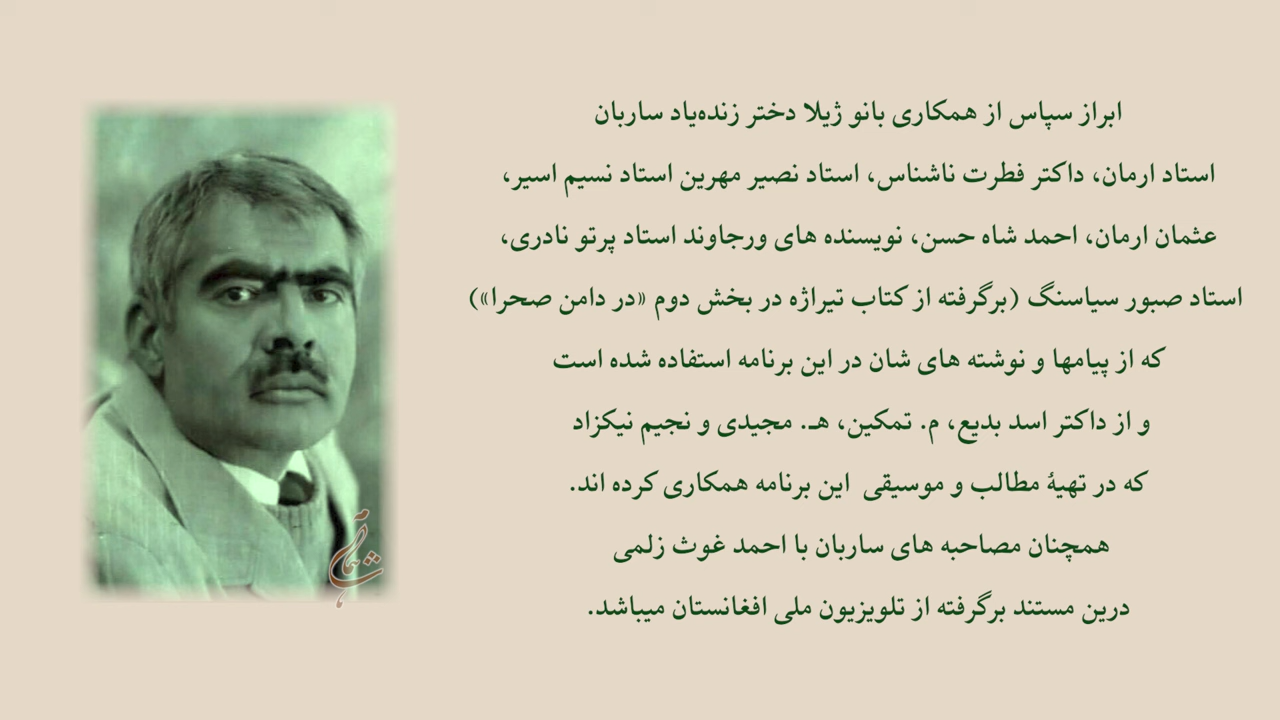 ابراز سپاس از همکاری بانو ژیلا دختر زنده‌یاد ساربان
استاد ارمان، داکتر فطرت ناشناس، استاد نصیر مهرین استاد نسیم اسیر،
عثمان ارمان، احمد شاه حسن، نویسنده های ورجاوند استاد پرتو نادری،
استاد صبور سیاسنگ (برگرفته از کتاب تیراژه در بخش دوم «در دامن صحرا»)
که از پیامها و نوشته های شان در این برنامه استفاده شده است
و از داکتر اسد بدیع، م. تمکین، هـ. مجیدی و نجیم نیکزاد
که در تهیهٔ مطالب و موسیقی این برنامه همکاری کرده اند.
همچنان مصاحبه های ساربان با احمد غوث زلمی
درین مستند برگرفته از تلویزیون ملی افغانستان میباشد.